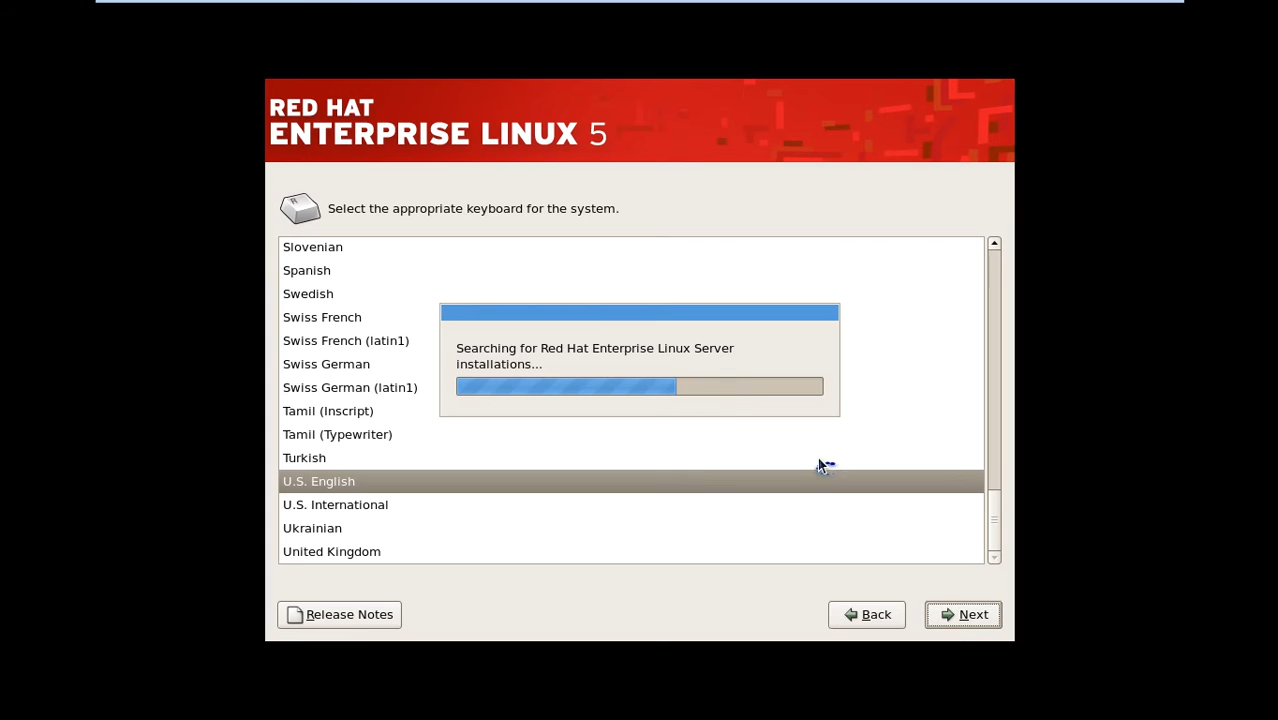 RED HAT
ENTERPRISE LINUX 5
Select the appropriate keyboard for the system.
Slovenian
Spanish
Swedish
Swiss French
Swiss French (latin1)
Swiss German
Swiss German (latin1)
Tamil (Inscript)
Tamil (Typewriter)
Turkish
U.S. English
U.S. International
Ukrainian
United Kingdom
Searching for Red Hat Enterprise Linux Server
installations...
Release Notes
Back
Next